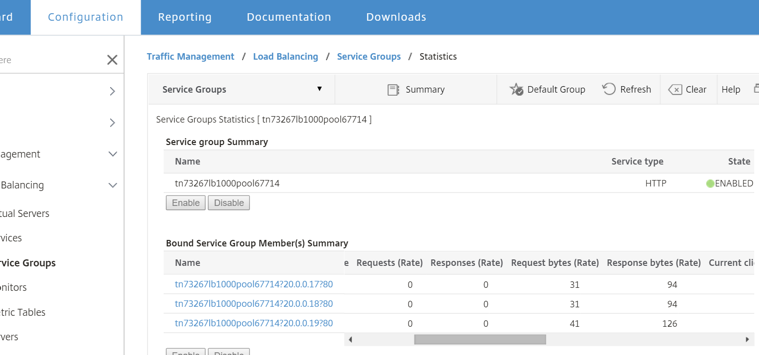 rd Configuration Reporting Documentation Downloads
ere
Traffic Management / Load Balancing / Service Groups / Statistics
Service Groups Summary Default Group Refresh Clear Help
Service Groups Statistics [ tn73267lb1000pool67714 ]
Service group Summary
Name Service type State
tn73267lb1000pool67714 HTTP ENABLED
Enable Disable
agement
Balancing
tual Servers
vices
rvice Groups
onitors
etric Tables
rvers
Bound Service Group Member(s) Summary
Name e Requests (Rate) Responses (Rate) Request bytes (Rate) Response bytes (Rate) Current cli
tn73267lb1000pool67714?20.0.0.17?80 0 0 31 94
tn73267lb1000pool67714?20.0.0.18?80 0 0 31 94
tn73267lb1000pool67714?20.0.0.19?80 0 0 41 126
Enable Disable